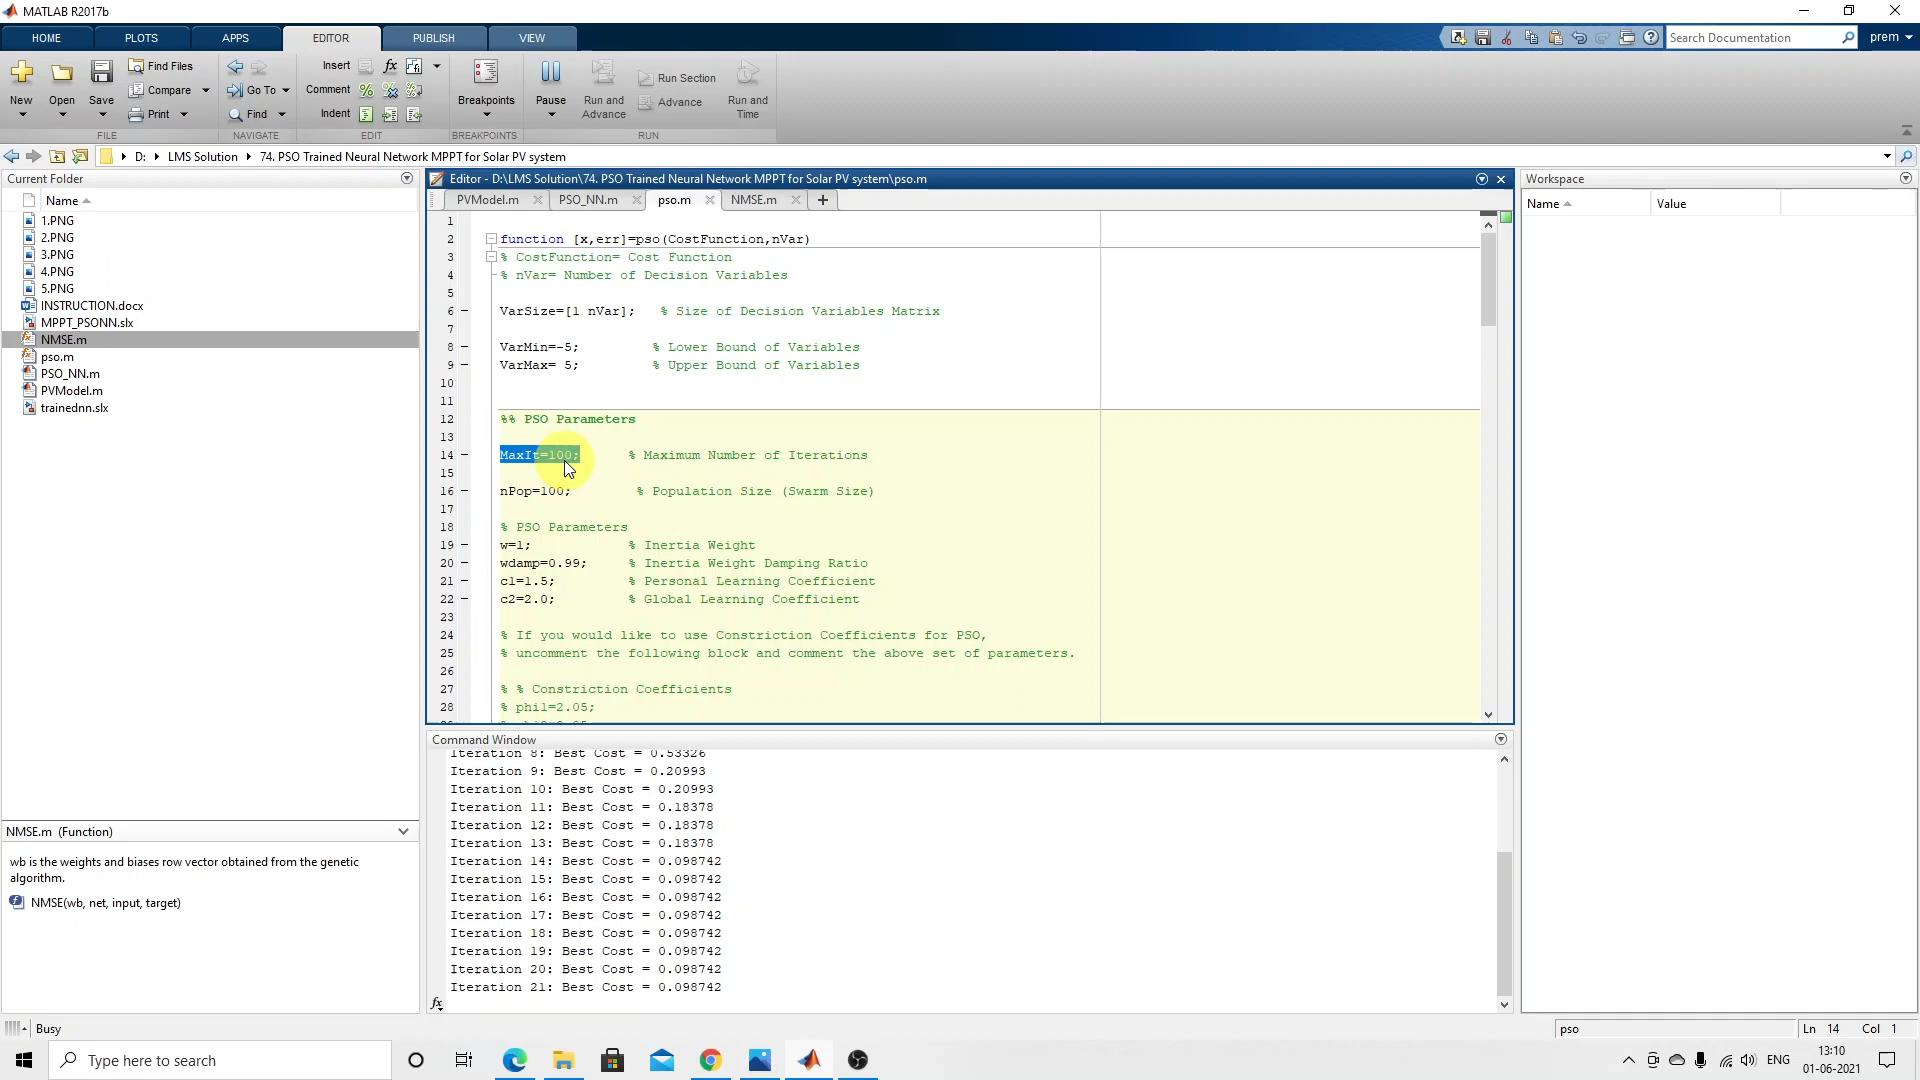 MATLAB R2017b
HOME PLOTS APPS EDITOR PUBLISH VIEW
Search Documentation prem
New Open Save Find Files Compare Print
Go To Find
Insert fx
Comment
Indent
Breakpoints
Pause
Run and Advance
Run Section
Advance
Run and Time
FILE NAVIGATE EDIT BREAKPOINTS RUN
D: LMS Solution 74. PSO Trained Neural Network MPPT for Solar PV system
Current Folder
Name
1.PNG
2.PNG
3.PNG
4.PNG
5.PNG
INSTRUCTION.docx
MPPT_PSONN.slx
NMSE.m
pso.m
PSO_NN.m
PVModel.m
trainednn.slx
NMSE.m (Function)
wb is the weights and biases row vector obtained from the genetic
algorithm.
NMSE(wb, net, input, target)
Editor - D:\LMS Solution\74. PSO Trained Neural Network MPPT for Solar PV system\pso.m
PVModel.m PSO_NN.m pso.m NMSE.m
1
2 function [x,err]=pso(CostFunction,nVar)
3 % CostFunction= Cost Function
4 % nVar= Number of Decision Variables
5
6 VarSize=[1 nVar]; % Size of Decision Variables Matrix
7
8 VarMin=-5; % Lower Bound of Variables
9 VarMax= 5; % Upper Bound of Variables
10
11
12 %% PSO Parameters
13
14 MaxIt=100; % Maximum Number of Iterations
15
16 nPop=100; % Population Size (Swarm Size)
17
18 % PSO Parameters
19 w=1; % Inertia Weight
20 wdamp=0.99; % Inertia Weight Damping Ratio
21 c1=1.5; % Personal Learning Coefficient
22 c2=2.0; % Global Learning Coefficient
23
24 % If you would like to use Constriction Coefficients for PSO,
25 % uncomment the following block and comment the above set of parameters.
26
27 % % Constriction Coefficients
28 % phi1=2.05;
Command Window
Iteration 8: Best Cost = 0.53326
Iteration 9: Best Cost = 0.20993
Iteration 10: Best Cost = 0.20993
Iteration 11: Best Cost = 0.18378
Iteration 12: Best Cost = 0.18378
Iteration 13: Best Cost = 0.18378
Iteration 14: Best Cost = 0.098742
Iteration 15: Best Cost = 0.098742
Iteration 16: Best Cost = 0.098742
Iteration 17: Best Cost = 0.098742
Iteration 18: Best Cost = 0.098742
Iteration 19: Best Cost = 0.098742
Iteration 20: Best Cost = 0.098742
Iteration 21: Best Cost = 0.098742
fx
Workspace
Name Value
Busy
pso Ln 14 Col 1
Type here to search
ENG
13:10
01-06-2021